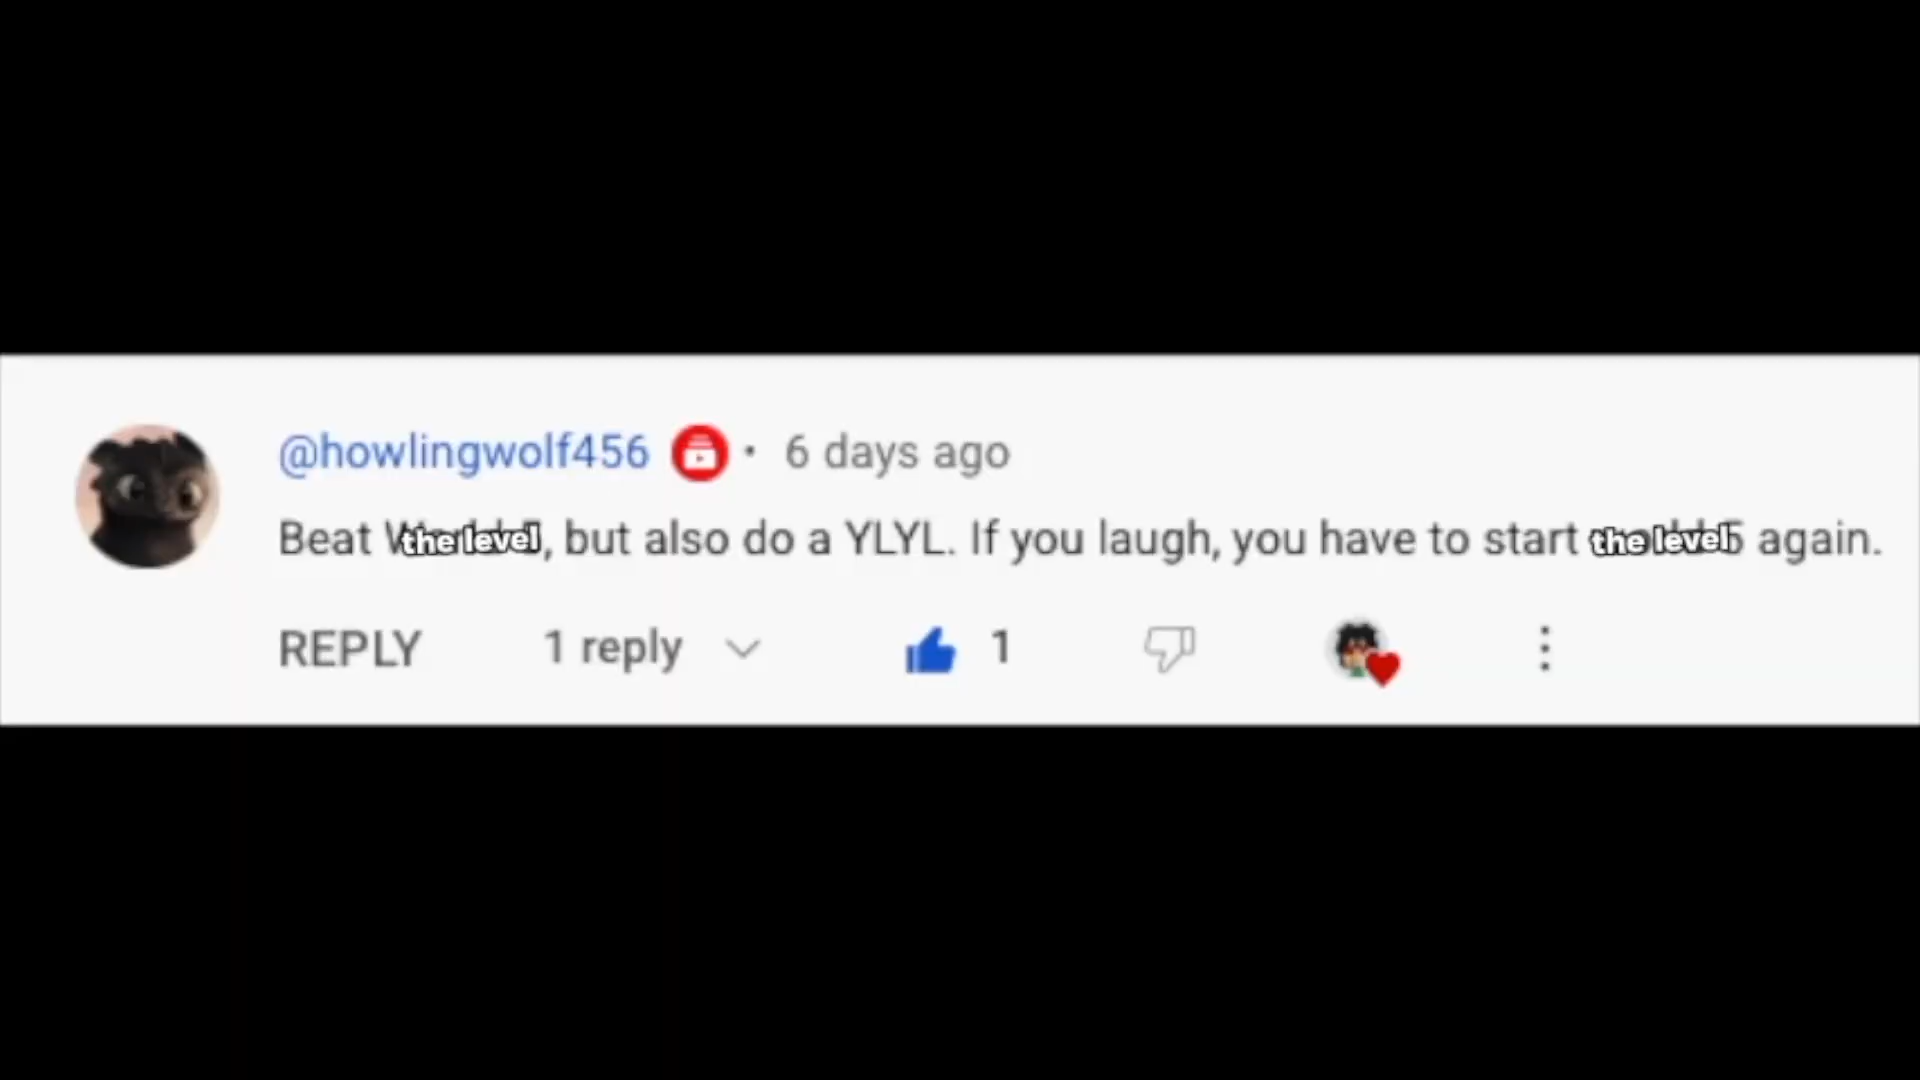 @howlingwolf456 · 6 days ago
Beat the level, but also do a YLYL. If you laugh, you have to start the level 5 again.
REPLY 1 reply 1